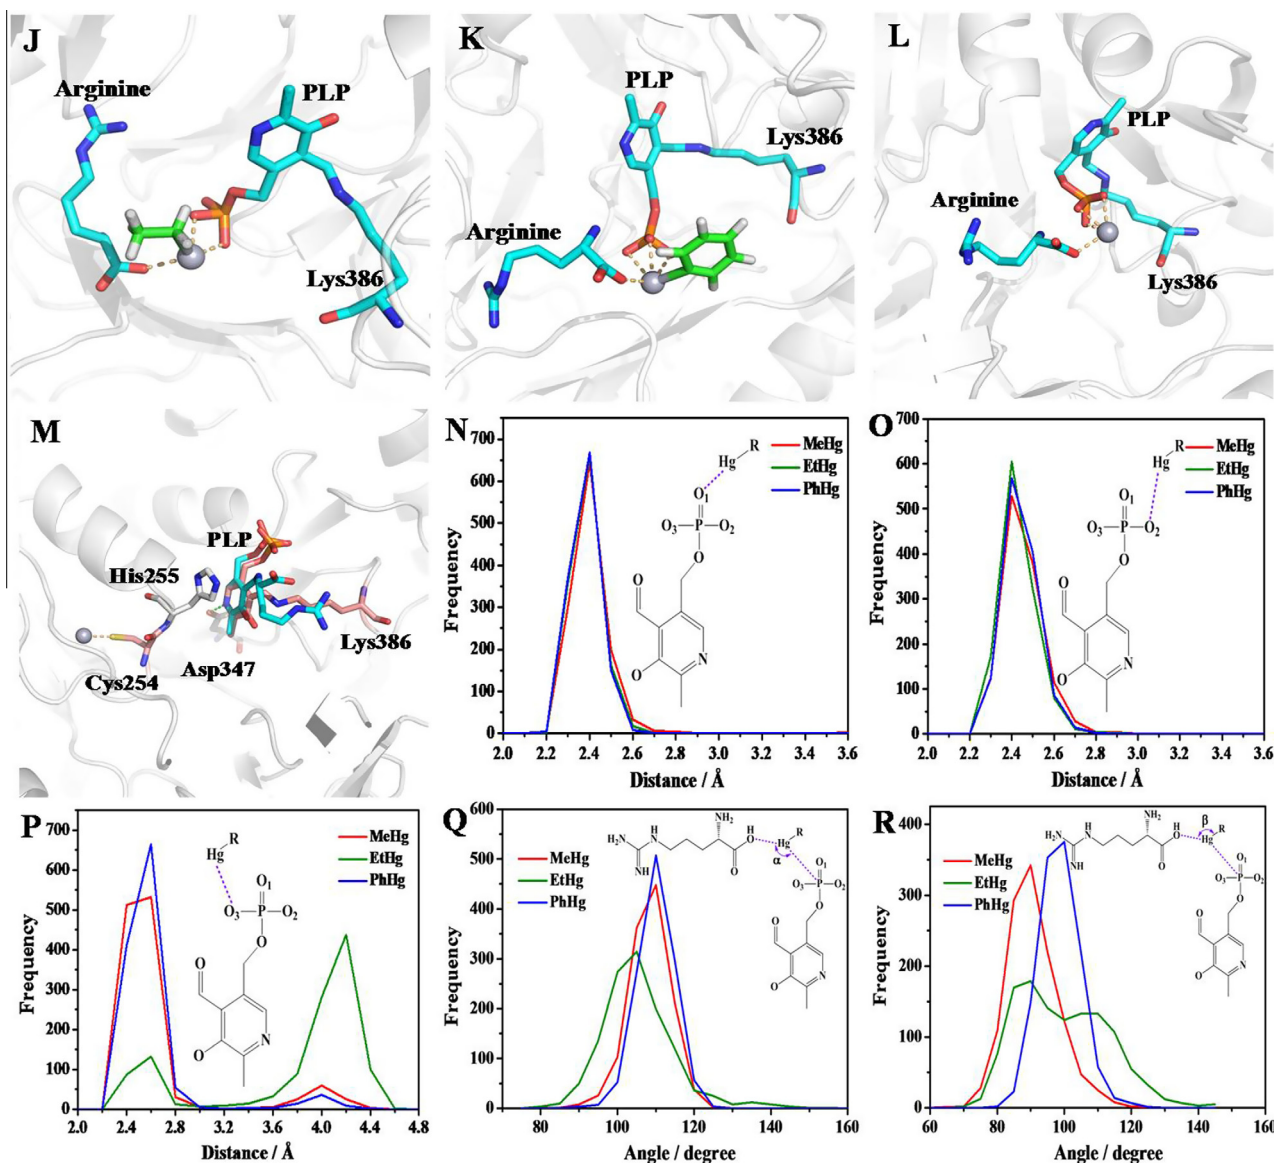 J
Arginine
PLP
Lys386
K
PLP
Lys386
Arginine
L
PLP
Arginine
Lys386
M
PLP
His255
Lys386
Asp347
Cys254
N
700
600
500
400
300
200
100
0
Frequency
MeHg
EtHg
PhHg
Hg R
O1
O3 P O2
O
O
N
O
2.0 2.2 2.4 2.6 2.8 3.0 3.2 3.4 3.6
Distance / Å
O
700
600
500
400
300
200
100
0
Frequency
MeHg
EtHg
PhHg
Hg R
O1
O3 P O2
O
O
N
O
2.0 2.2 2.4 2.6 2.8 3.0 3.2 3.4 3.6
Distance / Å
P
700
600
500
400
300
200
100
0
Frequency
MeHg
EtHg
PhHg
Hg R
O1
O3 P O2
O
O
N
O
2.0 2.4 2.8 3.2 3.6 4.0 4.4 4.8
Distance / Å
Q
600
500
400
300
200
100
0
Frequency
MeHg
EtHg
PhHg
NH2
H2N N H
NH
O H
O
Hg R
α
O1
O3 P O2
O
O
N
O
80 100 120 140 160
Angle / degree
R
400
300
200
100
0
Frequency
MeHg
EtHg
PhHg
NH2
H2N N H
NH
O H
O
β
Hg R
O1
O3 P O2
O
O
N
O
60 80 100 120 140 160
Angle / degree